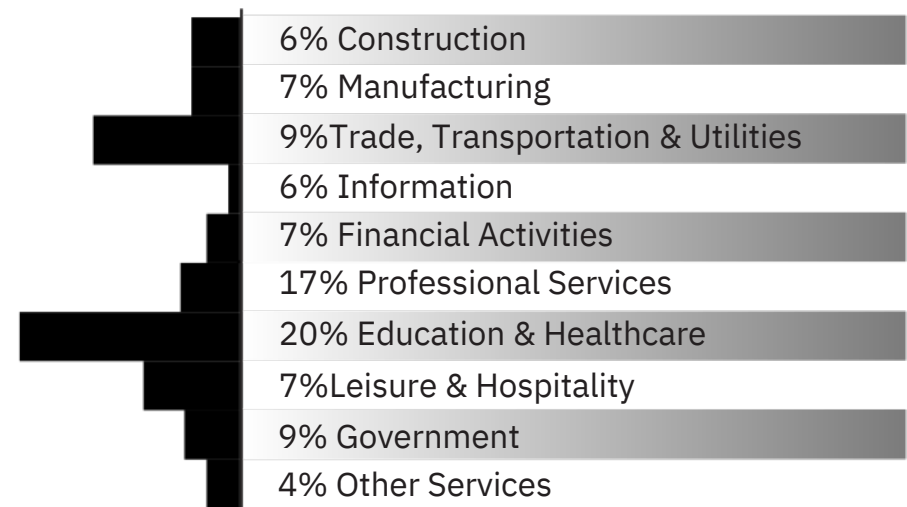 6% Construction
7% Manufacturing
9%Trade, Transportation & Utilities
6% Information
7% Financial Activities
17% Professional Services
20% Education & Healthcare
7%Leisure & Hospitality
9% Government
4% Other Services